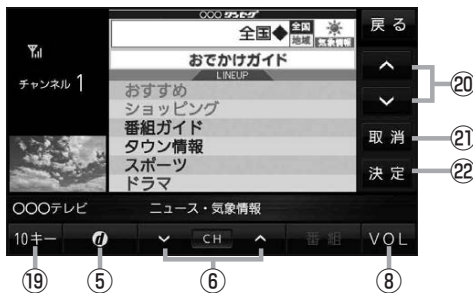 ○○○ ワンセグ
戻る
全国◆
全国
地域
気象情報
チャンネル 1
おでかけガイド
LINEUP
おすすめ
ショッピング
番組ガイド
タウン情報
スポーツ
ドラマ
取消
決定
⑳
㉑
㉒
○○○テレビ ニュース・気象情報
10キー
d
CH
番組
VOL
⑲
⑤
⑥
⑧